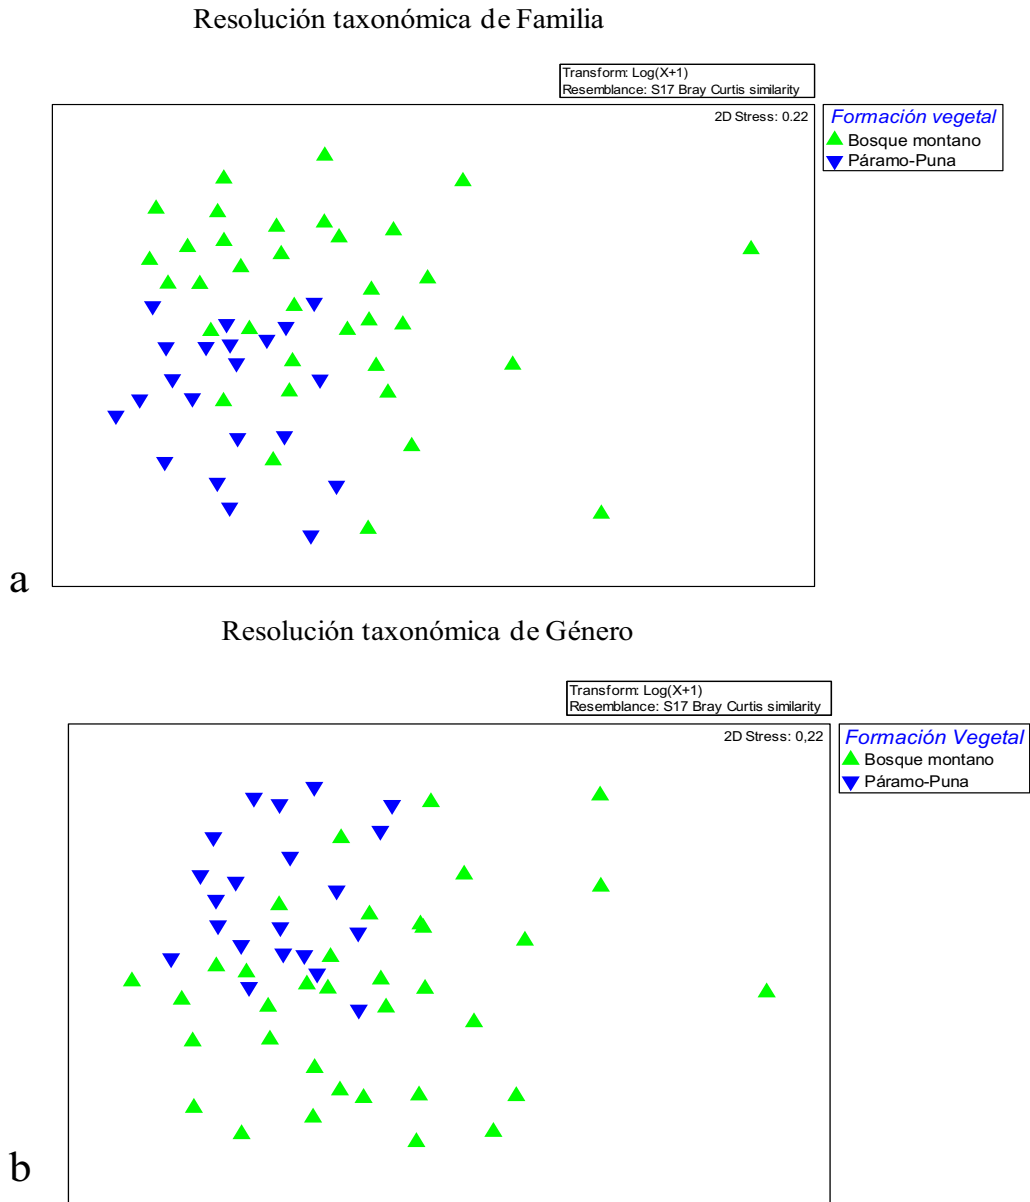 Resolución taxonómica de Familia
Transform: Log(X+1)
Resemblance: S17 Bray Curtis similarity
2D Stress: 0.22
Formación vegetal
Bosque montano
Páramo-Puna
a
Resolución taxonómica de Género
Transform: Log(X+1)
Resemblance: S17 Bray Curtis similarity
2D Stress: 0,22
Formación Vegetal
Bosque montano
Páramo-Puna
b